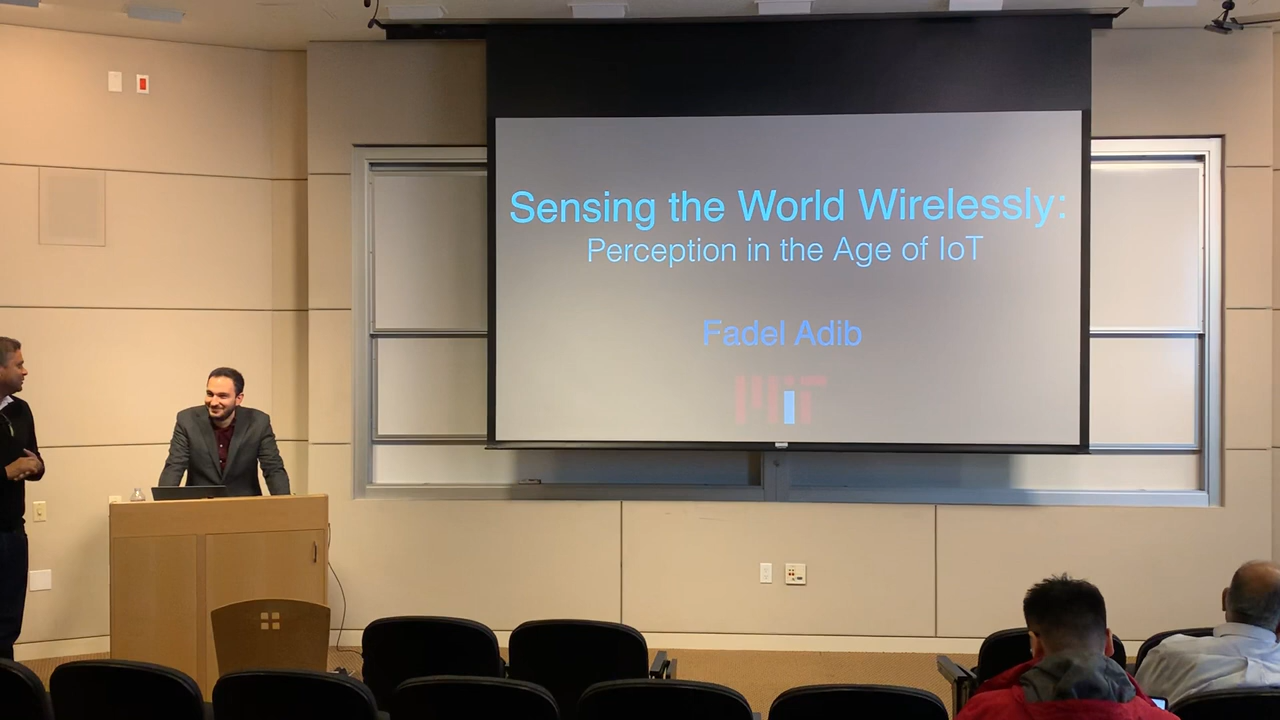 Sensing the World Wirelessly:
Perception in the Age of IoT
Fadel Adib
MIT